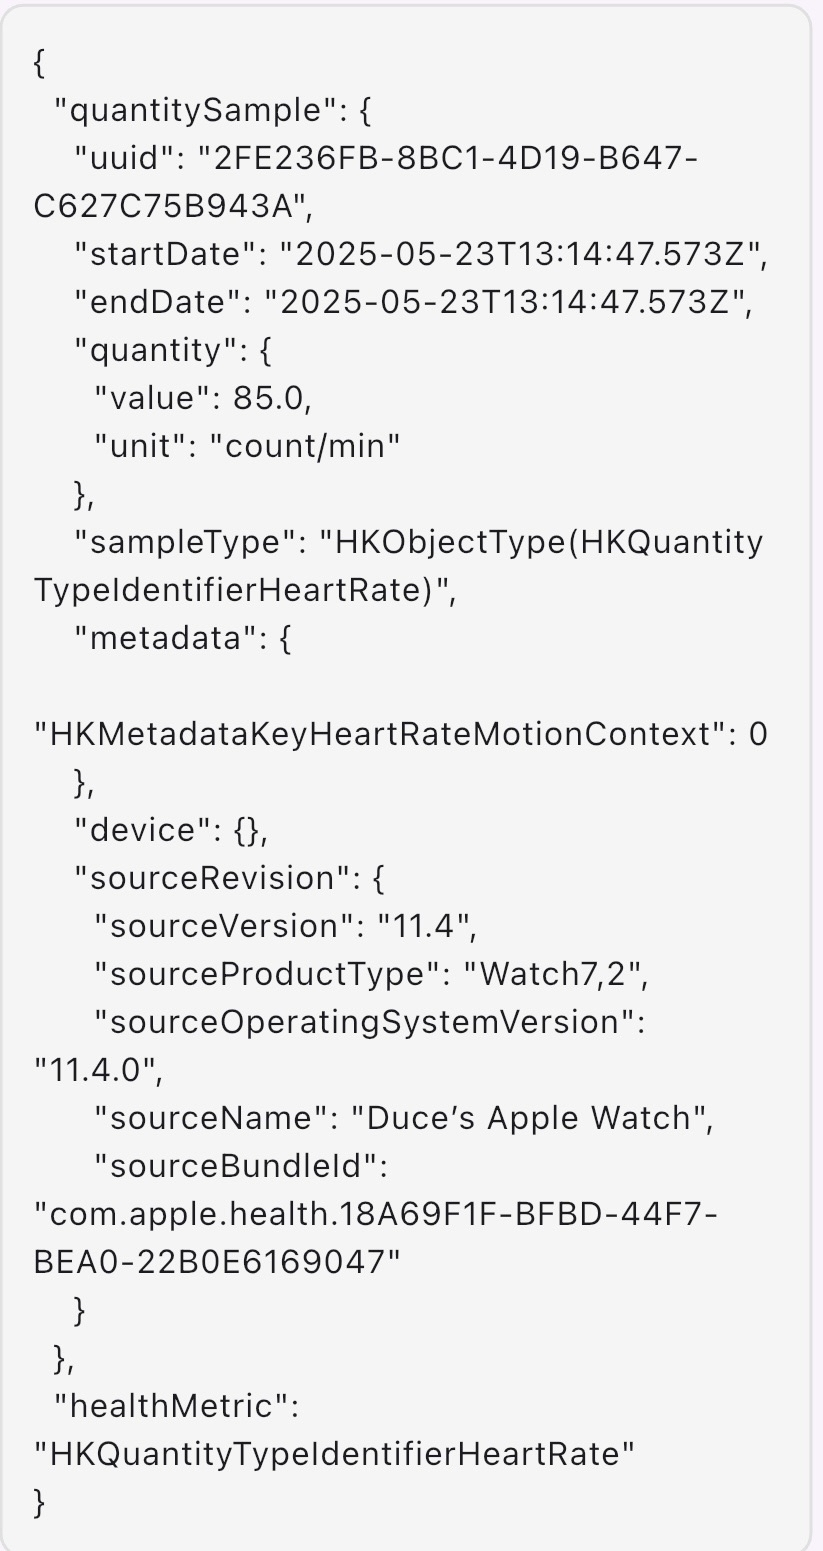 {
"quantitySample": {
"uuid": "2FE236FB-8BC1-4D19-B647-
C627C75B943A",
"startDate": "2025-05-23T13:14:47.573Z",
"endDate": "2025-05-23T13:14:47.573Z",
"quantity": {
"value": 85.0,
"unit": "count/min"
},
"sampleType": "HKObjectType(HKQuantity
TypeIdentifierHeartRate)",
"metadata": {
"HKMetadataKeyHeartRateMotionContext": 0
},
"device": {},
"sourceRevision": {
"sourceVersion": "11.4",
"sourceProductType": "Watch7,2",
"sourceOperatingSystemVersion":
"11.4.0",
"sourceName": "Duce’s Apple Watch",
"sourceBundleId":
"com.apple.health.18A69F1F-BFBD-44F7-
BEA0-22B0E6169047"
}
},
"healthMetric":
"HKQuantityTypeIdentifierHeartRate"
}